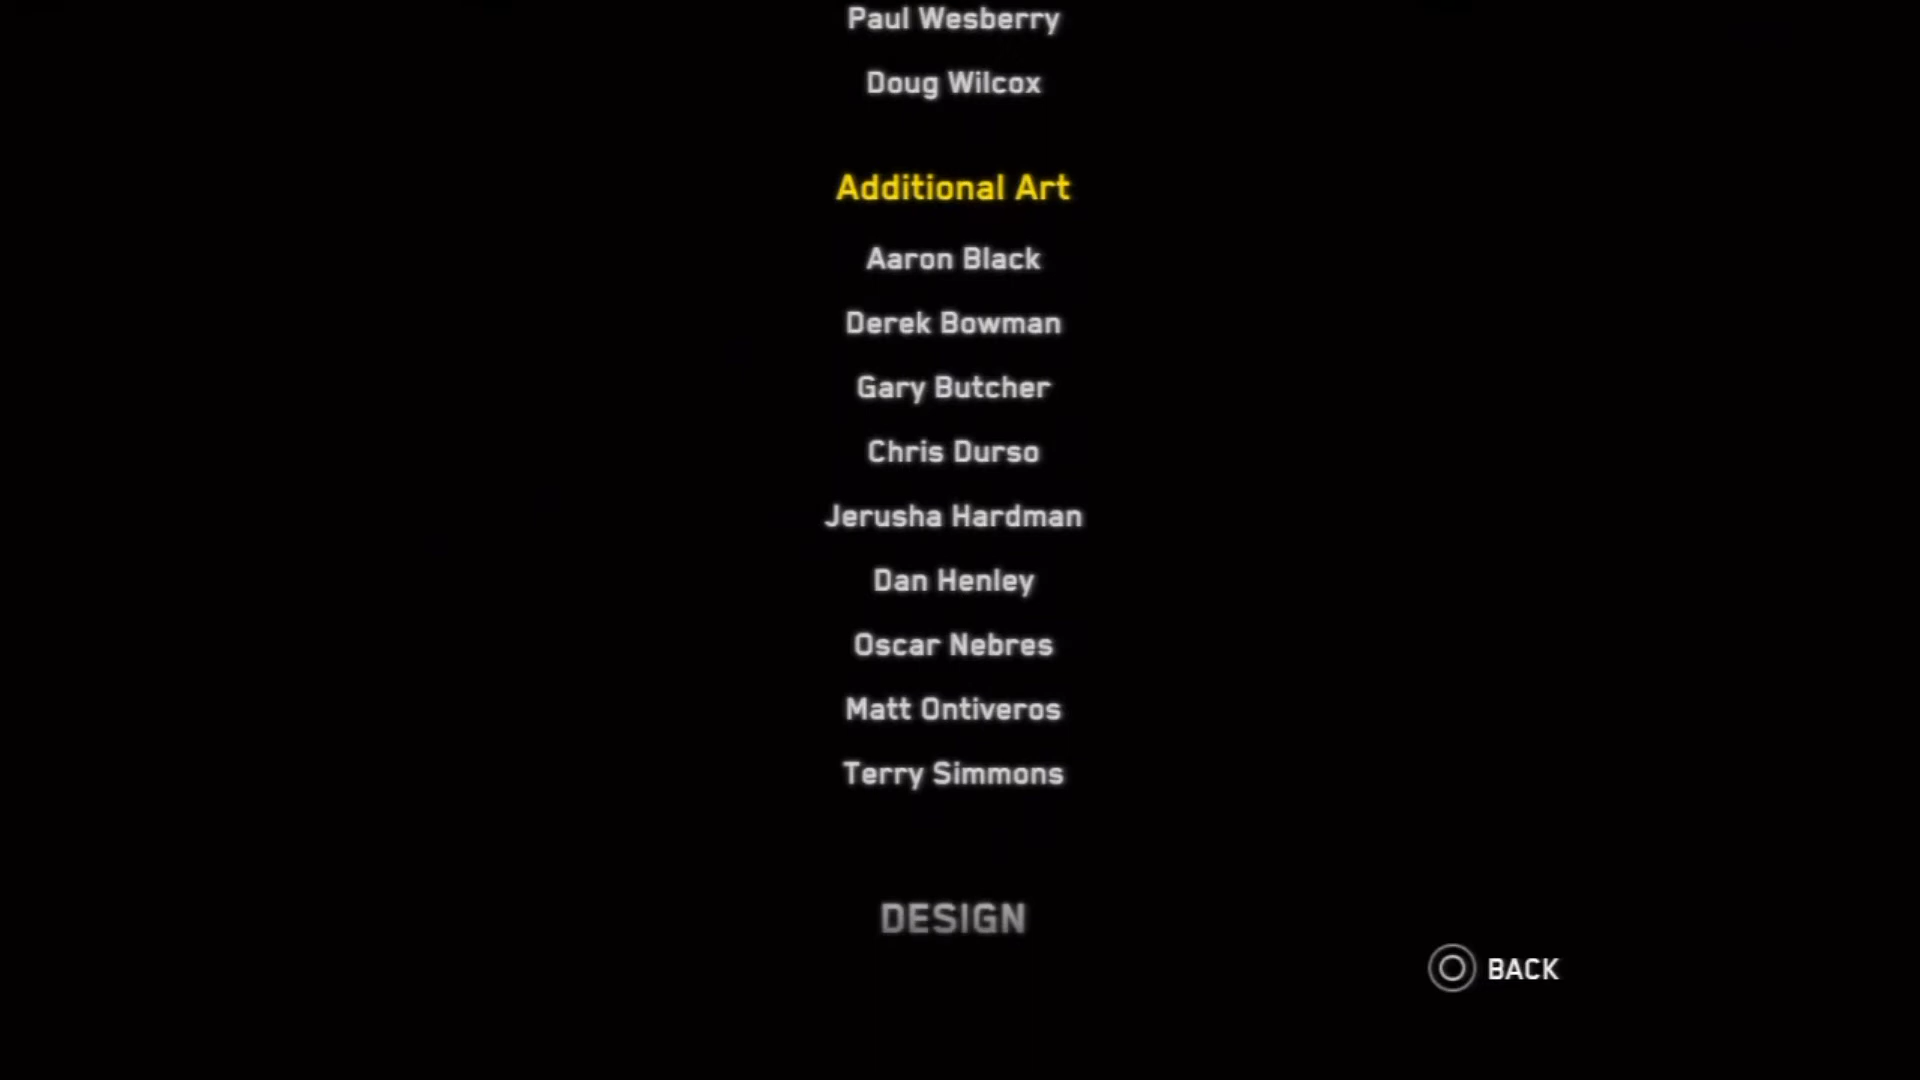 Paul Wesberry
Doug Wilcox
Additional Art
Aaron Black
Derek Bowman
Gary Butcher
Chris Durso
Jerusha Hardman
Dan Henley
Oscar Nebres
Matt Ontiveros
Terry Simmons
DESIGN
BACK